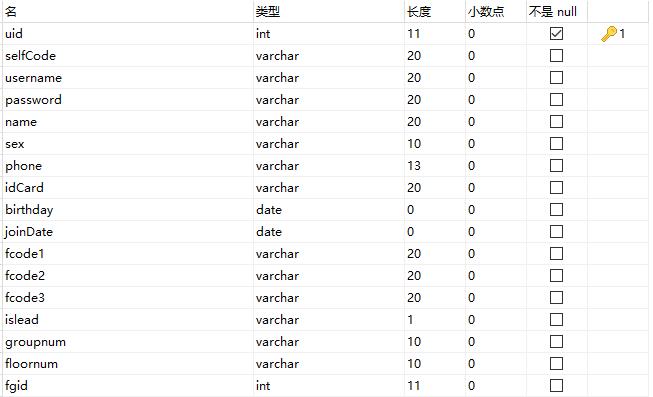 名 类型 长度 小数点 不是 null
uid int 11 0 1
selfCode varchar 20 0
username varchar 20 0
password varchar 20 0
name varchar 20 0
sex varchar 10 0
phone varchar 13 0
idCard varchar 20 0
birthday date 0 0
joinDate date 0 0
fcode1 varchar 20 0
fcode2 varchar 20 0
fcode3 varchar 20 0
islead varchar 1 0
groupnum varchar 10 0
floornum varchar 10 0
fgid int 11 0